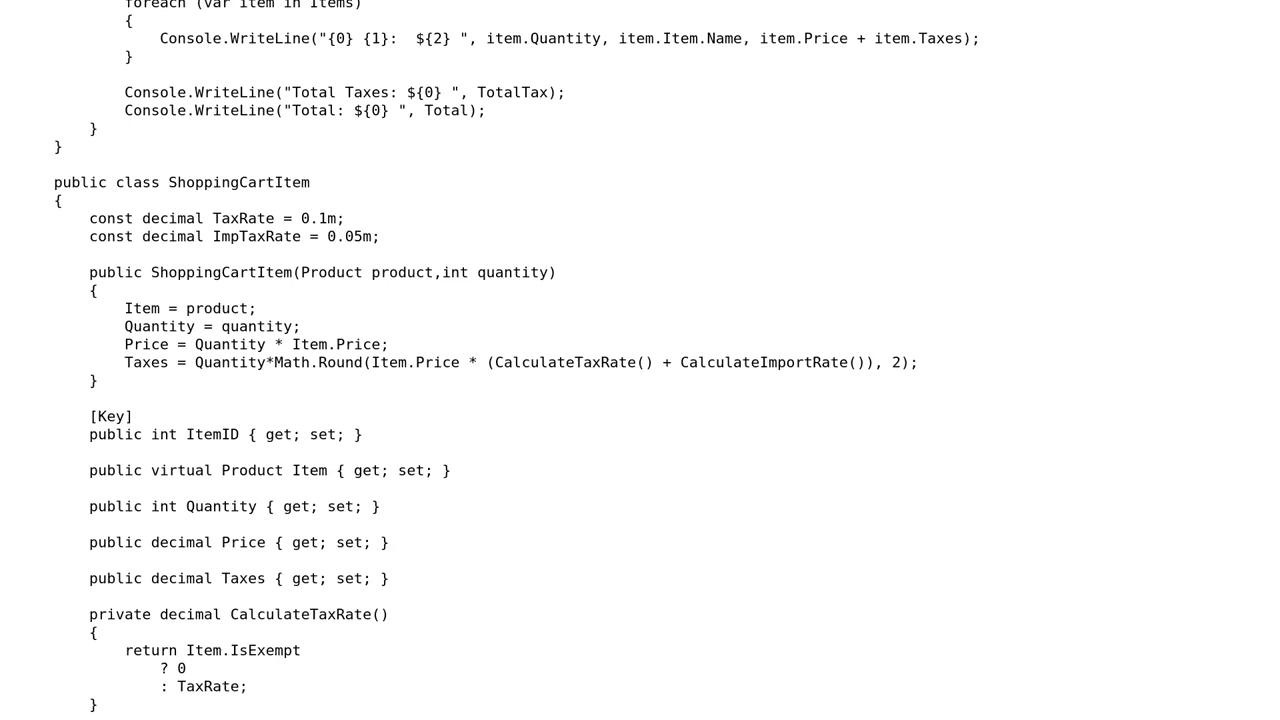 foreach (var item in Items)
{
Console.WriteLine("{0} {1}:  ${2} ", item.Quantity, item.Item.Name, item.Price + item.Taxes);
}
Console.WriteLine("Total Taxes: ${0} ", TotalTax);
Console.WriteLine("Total: ${0} ", Total);
}
}
public class ShoppingCartItem
{
const decimal TaxRate = 0.1m;
const decimal ImpTaxRate = 0.05m;
public ShoppingCartItem(Product product,int quantity)
{
Item = product;
Quantity = quantity;
Price = Quantity * Item.Price;
Taxes = Quantity*Math.Round(Item.Price * (CalculateTaxRate() + CalculateImportRate()), 2);
}
[Key]
public int ItemID { get; set; }
public virtual Product Item { get; set; }
public int Quantity { get; set; }
public decimal Price { get; set; }
public decimal Taxes { get; set; }
private decimal CalculateTaxRate()
{
return Item.IsExempt
? 0
: TaxRate;
}